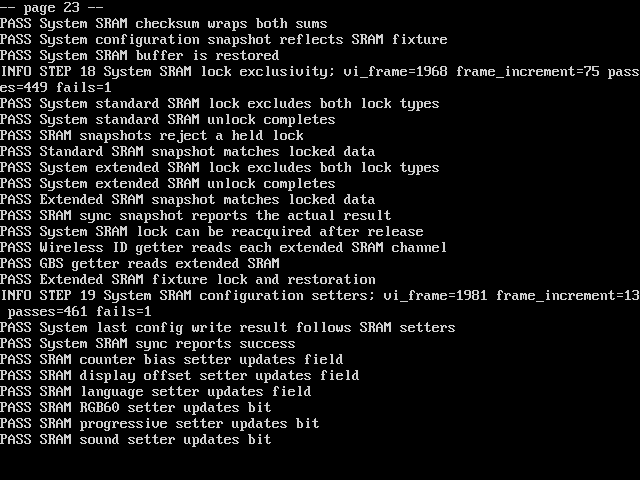 -- page 23 --
PASS System SRAM checksum wraps both sums
PASS System configuration snapshot reflects SRAM fixture
PASS System SRAM buffer is restored
INFO STEP 18 System SRAM lock exclusivity; vi_frame=1968 frame_increment=75 pass
es=449 fails=1
PASS System standard SRAM lock excludes both lock types
PASS System standard SRAM unlock completes
PASS SRAM snapshots reject a held lock
PASS Standard SRAM snapshot matches locked data
PASS System extended SRAM lock excludes both lock types
PASS System extended SRAM unlock completes
PASS Extended SRAM snapshot matches locked data
PASS SRAM sync snapshot reports the actual result
PASS System SRAM lock can be reacquired after release
PASS Wireless ID getter reads each extended SRAM channel
PASS GBS getter reads extended SRAM
PASS Extended SRAM fixture lock and restoration
INFO STEP 19 System SRAM configuration setters; vi_frame=1981 frame_increment=13
 passes=461 fails=1
PASS System last config write result follows SRAM setters
PASS System SRAM sync reports success
PASS SRAM counter bias setter updates field
PASS SRAM display offset setter updates field
PASS SRAM language setter updates field
PASS SRAM RGB60 setter updates bit
PASS SRAM progressive setter updates bit
PASS SRAM sound setter updates bit